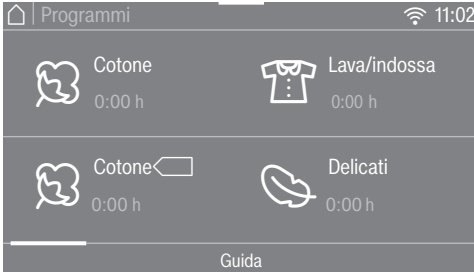 Programmi 11:02
Cotone
0:00 h
Lava/indossa
0:00 h
Cotone
0:00 h
Delicati
0:00 h
Guida